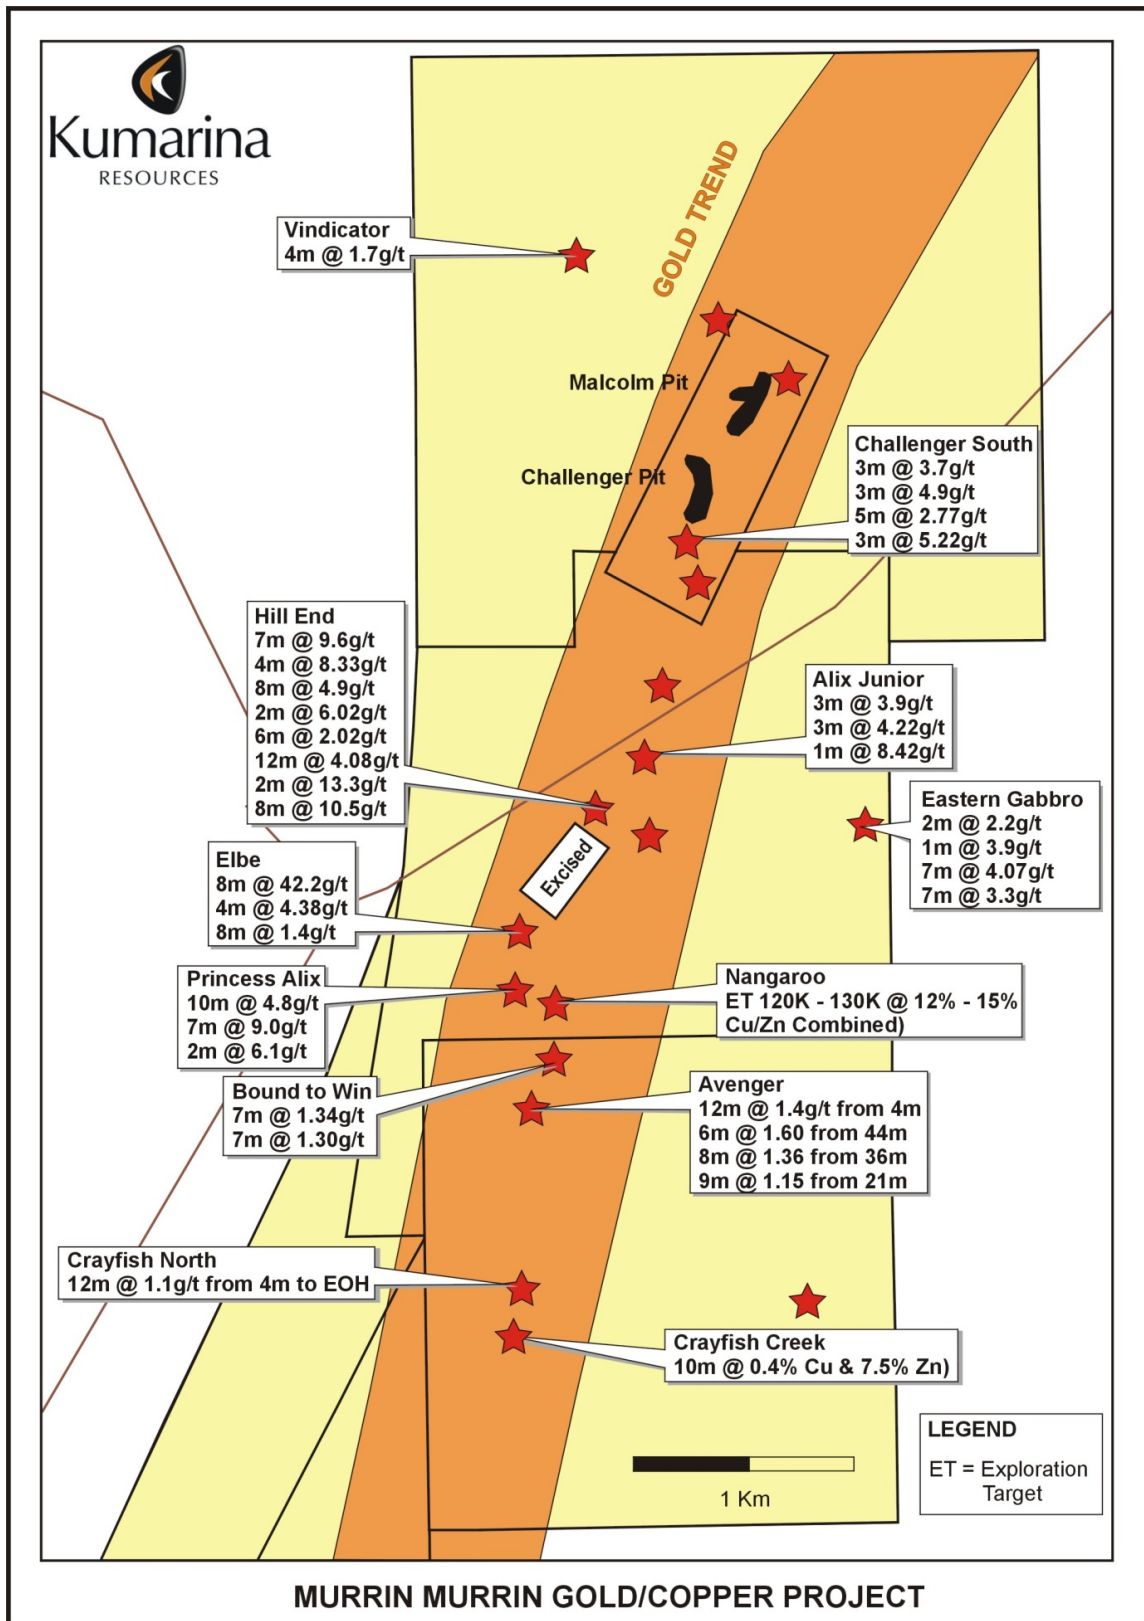 Kumarina
RESOURCES
GOLD TREND
Vindicator
4m @ 1.7g/t
Malcolm Pit
Challenger Pit
Challenger South
3m @ 3.7g/t
3m @ 4.9g/t
5m @ 2.77g/t
3m @ 5.22g/t
Hill End
7m @ 9.6g/t
4m @ 8.33g/t
8m @ 4.9g/t
2m @ 6.02g/t
6m @ 2.02g/t
12m @ 4.08g/t
2m @ 13.3g/t
8m @ 10.5g/t
Alix Junior
3m @ 3.9g/t
3m @ 4.22g/t
1m @ 8.42g/t
Eastern Gabbro
2m @ 2.2g/t
1m @ 3.9g/t
7m @ 4.07g/t
7m @ 3.3g/t
Excised
Elbe
8m @ 42.2g/t
4m @ 4.38g/t
8m @ 1.4g/t
Princess Alix
10m @ 4.8g/t
7m @ 9.0g/t
2m @ 6.1g/t
Nangaroo
ET 120K - 130K @ 12% - 15%
Cu/Zn Combined)
Bound to Win
7m @ 1.34g/t
7m @ 1.30g/t
Avenger
12m @ 1.4g/t from 4m
6m @ 1.60 from 44m
8m @ 1.36 from 36m
9m @ 1.15 from 21m
Crayfish North
12m @ 1.1g/t from 4m to EOH
Crayfish Creek
10m @ 0.4% Cu & 7.5% Zn)
LEGEND
ET = Exploration
Target
1 Km
MURRIN MURRIN GOLD/COPPER PROJECT